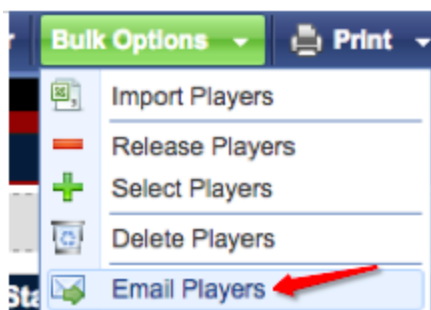 Bulk Options Print
Import Players
Release Players
Select Players
Delete Players
Email Players